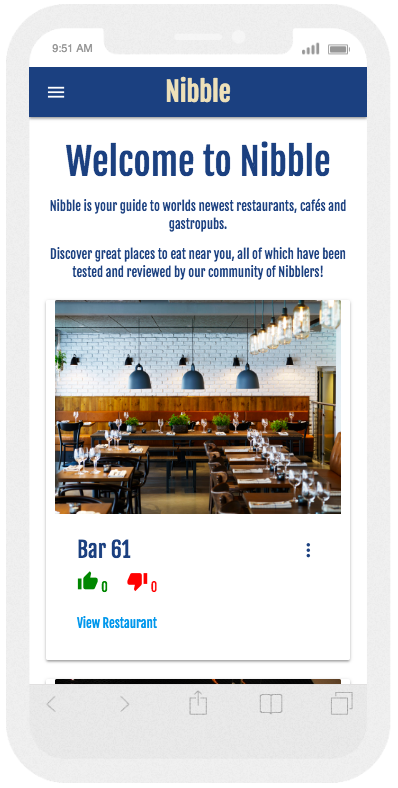 9:51 AM
Nibble
Welcome to Nibble
Nibble is your guide to worlds newest restaurants, cafés and
gastropubs.
Discover great places to eat near you, all of which have been
tested and reviewed by our community of Nibblers!
Bar 61
0 0
View Restaurant